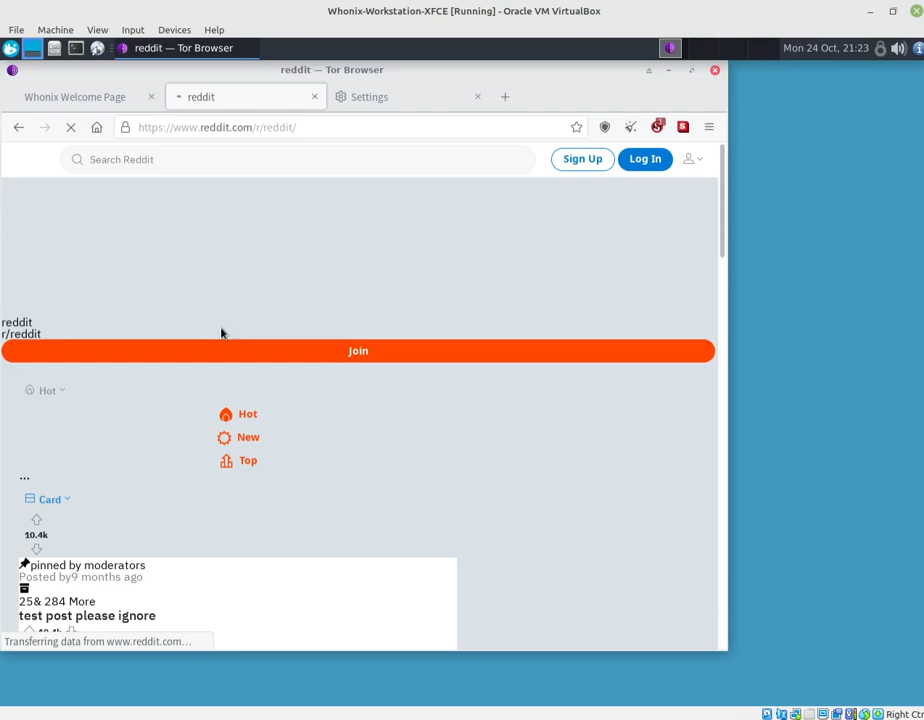 Whonix-Workstation-XFCE [Running] - Oracle VM VirtualBox
File Machine View Input Devices Help
reddit — Tor Browser
Mon 24 Oct, 21:23
reddit — Tor Browser
Whonix Welcome Page
reddit
Settings
https://www.reddit.com/r/reddit/
Search Reddit
Sign Up
Log In
reddit
r/reddit
Join
Hot
Hot
New
Top
...
Card
10.4k
pinned by moderators
Posted by9 months ago
25& 284 More
test post please ignore
10.4k
Transferring data from www.reddit.com…
Right Ctr